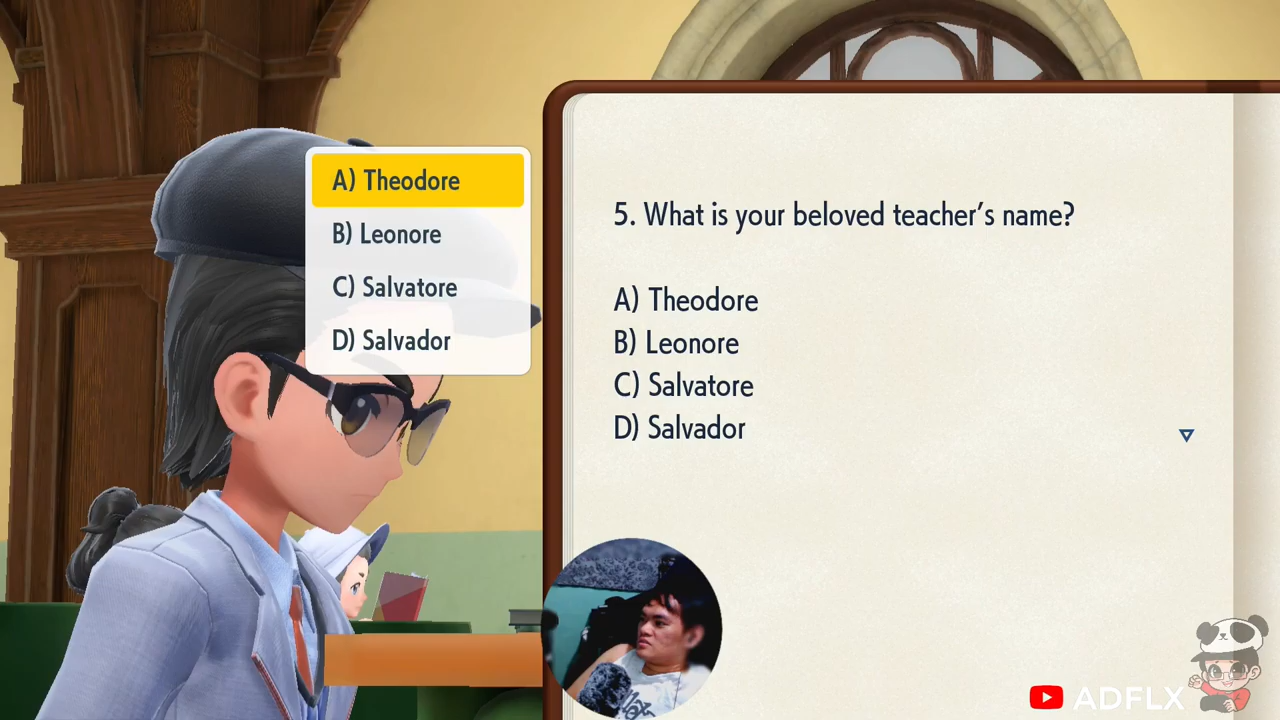 A) Theodore
B) Leonore
C) Salvatore
D) Salvador
5. What is your beloved teacher's name?
A) Theodore
B) Leonore
C) Salvatore
D) Salvador
ADFLX